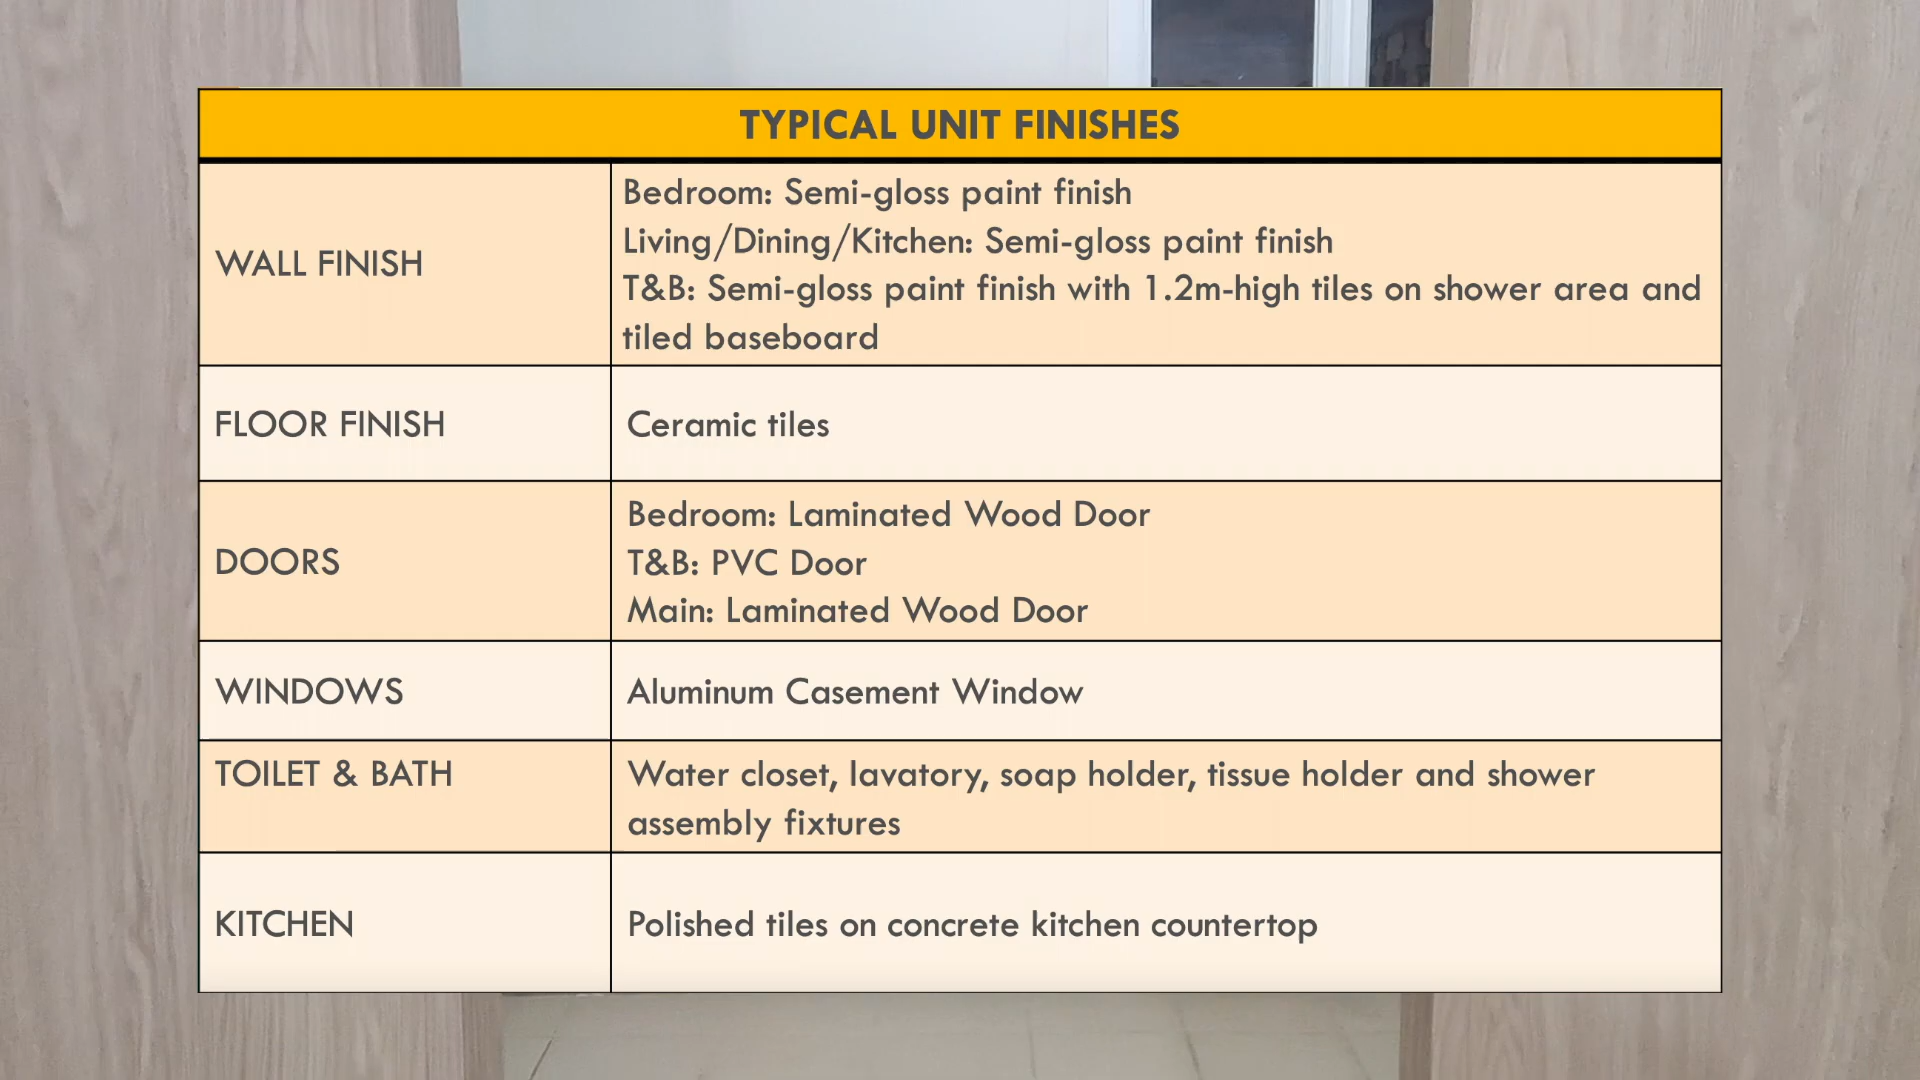 TYPICAL UNIT FINISHES
WALL FINISH
Bedroom: Semi-gloss paint finish
Living/Dining/Kitchen: Semi-gloss paint finish
T&B: Semi-gloss paint finish with 1.2m-high tiles on shower area and
tiled baseboard
FLOOR FINISH
Ceramic tiles
DOORS
Bedroom: Laminated Wood Door
T&B: PVC Door
Main: Laminated Wood Door
WINDOWS
Aluminum Casement Window
TOILET & BATH
Water closet, lavatory, soap holder, tissue holder and shower
assembly fixtures
KITCHEN
Polished tiles on concrete kitchen countertop